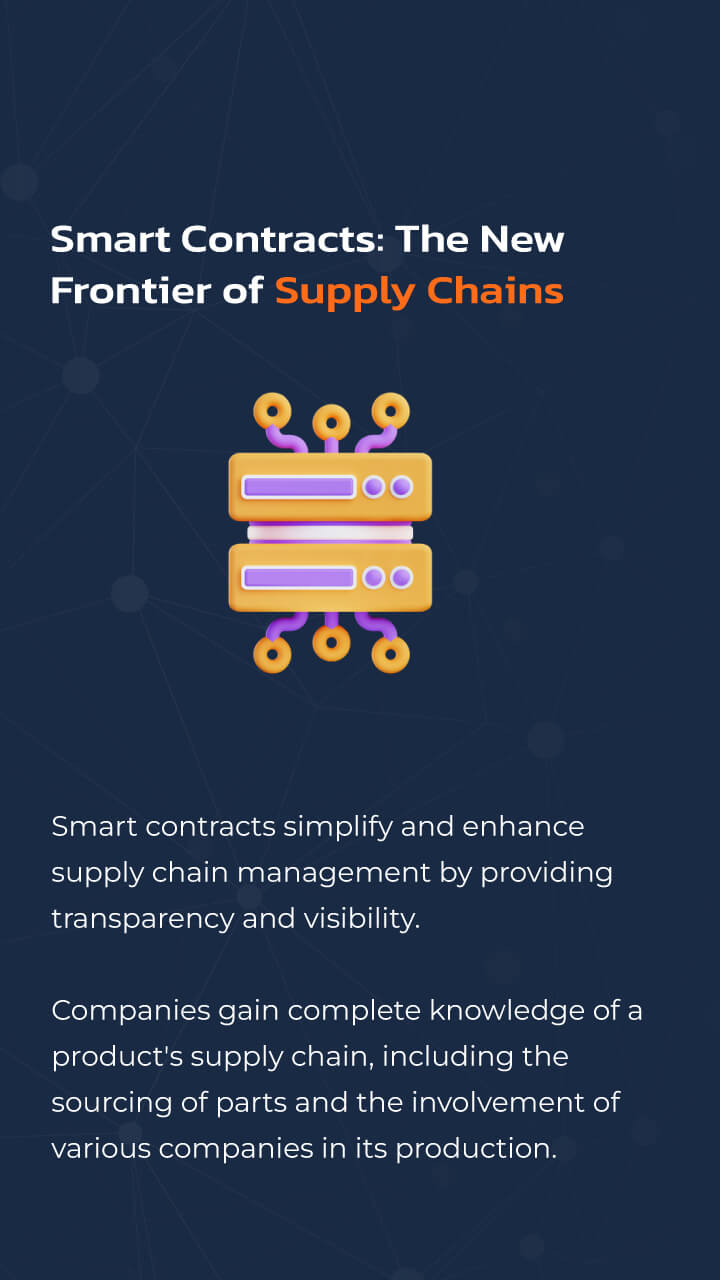 Smart Contracts: The New
Frontier of Supply Chains
Smart contracts simplify and enhance
supply chain management by providing
transparency and visibility.
Companies gain complete knowledge of a
product's supply chain, including the
sourcing of parts and the involvement of
various companies in its production.